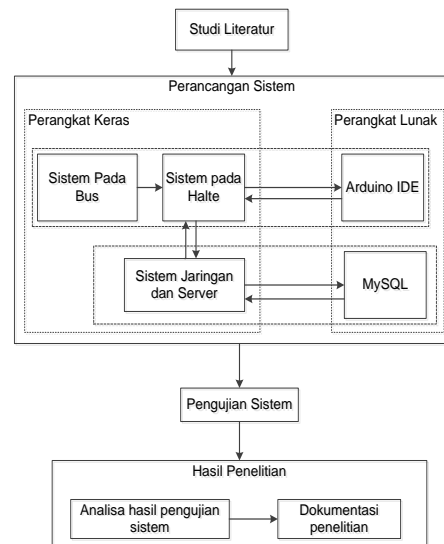 Studi Literatur
Perancangan Sistem
Perangkat Keras
Perangkat Lunak
Sistem Pada
Bus
Sistem pada
Halte
Arduino IDE
Sistem Jaringan
dan Server
MySQL
Pengujian Sistem
Hasil Penelitian
Analisa hasil pengujian
sistem
Dokumentasi
penelitian